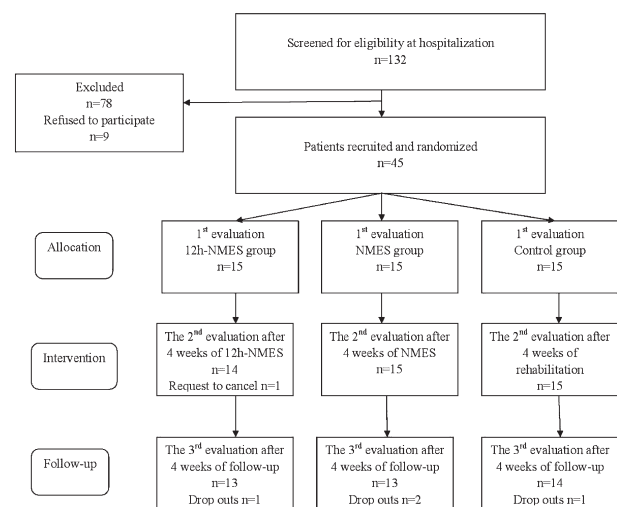 Screened for eligibility at hospitalization
n=132
Excluded
n=78
Refused to participate
n=9
Patients recruited and randomized
n=45
Allocation
1st evaluation
12h-NMES group
n=15
1st evaluation
NMES group
n=15
1st evaluation
Control group
n=15
Intervention
The 2nd evaluation after
4 weeks of 12h-NMES
n=14
Request to cancel n=1
The 2nd evaluation after
4 weeks of NMES
n=15
The 2nd evaluation after
4 weeks of
rehabilitation
n=15
Follow-up
The 3rd evaluation after
4 weeks of follow-up
n=13
Drop outs n=1
The 3rd evaluation after
4 weeks of follow-up
n=13
Drop outs n=2
The 3rd evaluation after
4 weeks of follow-up
n=14
Drop outs n=1